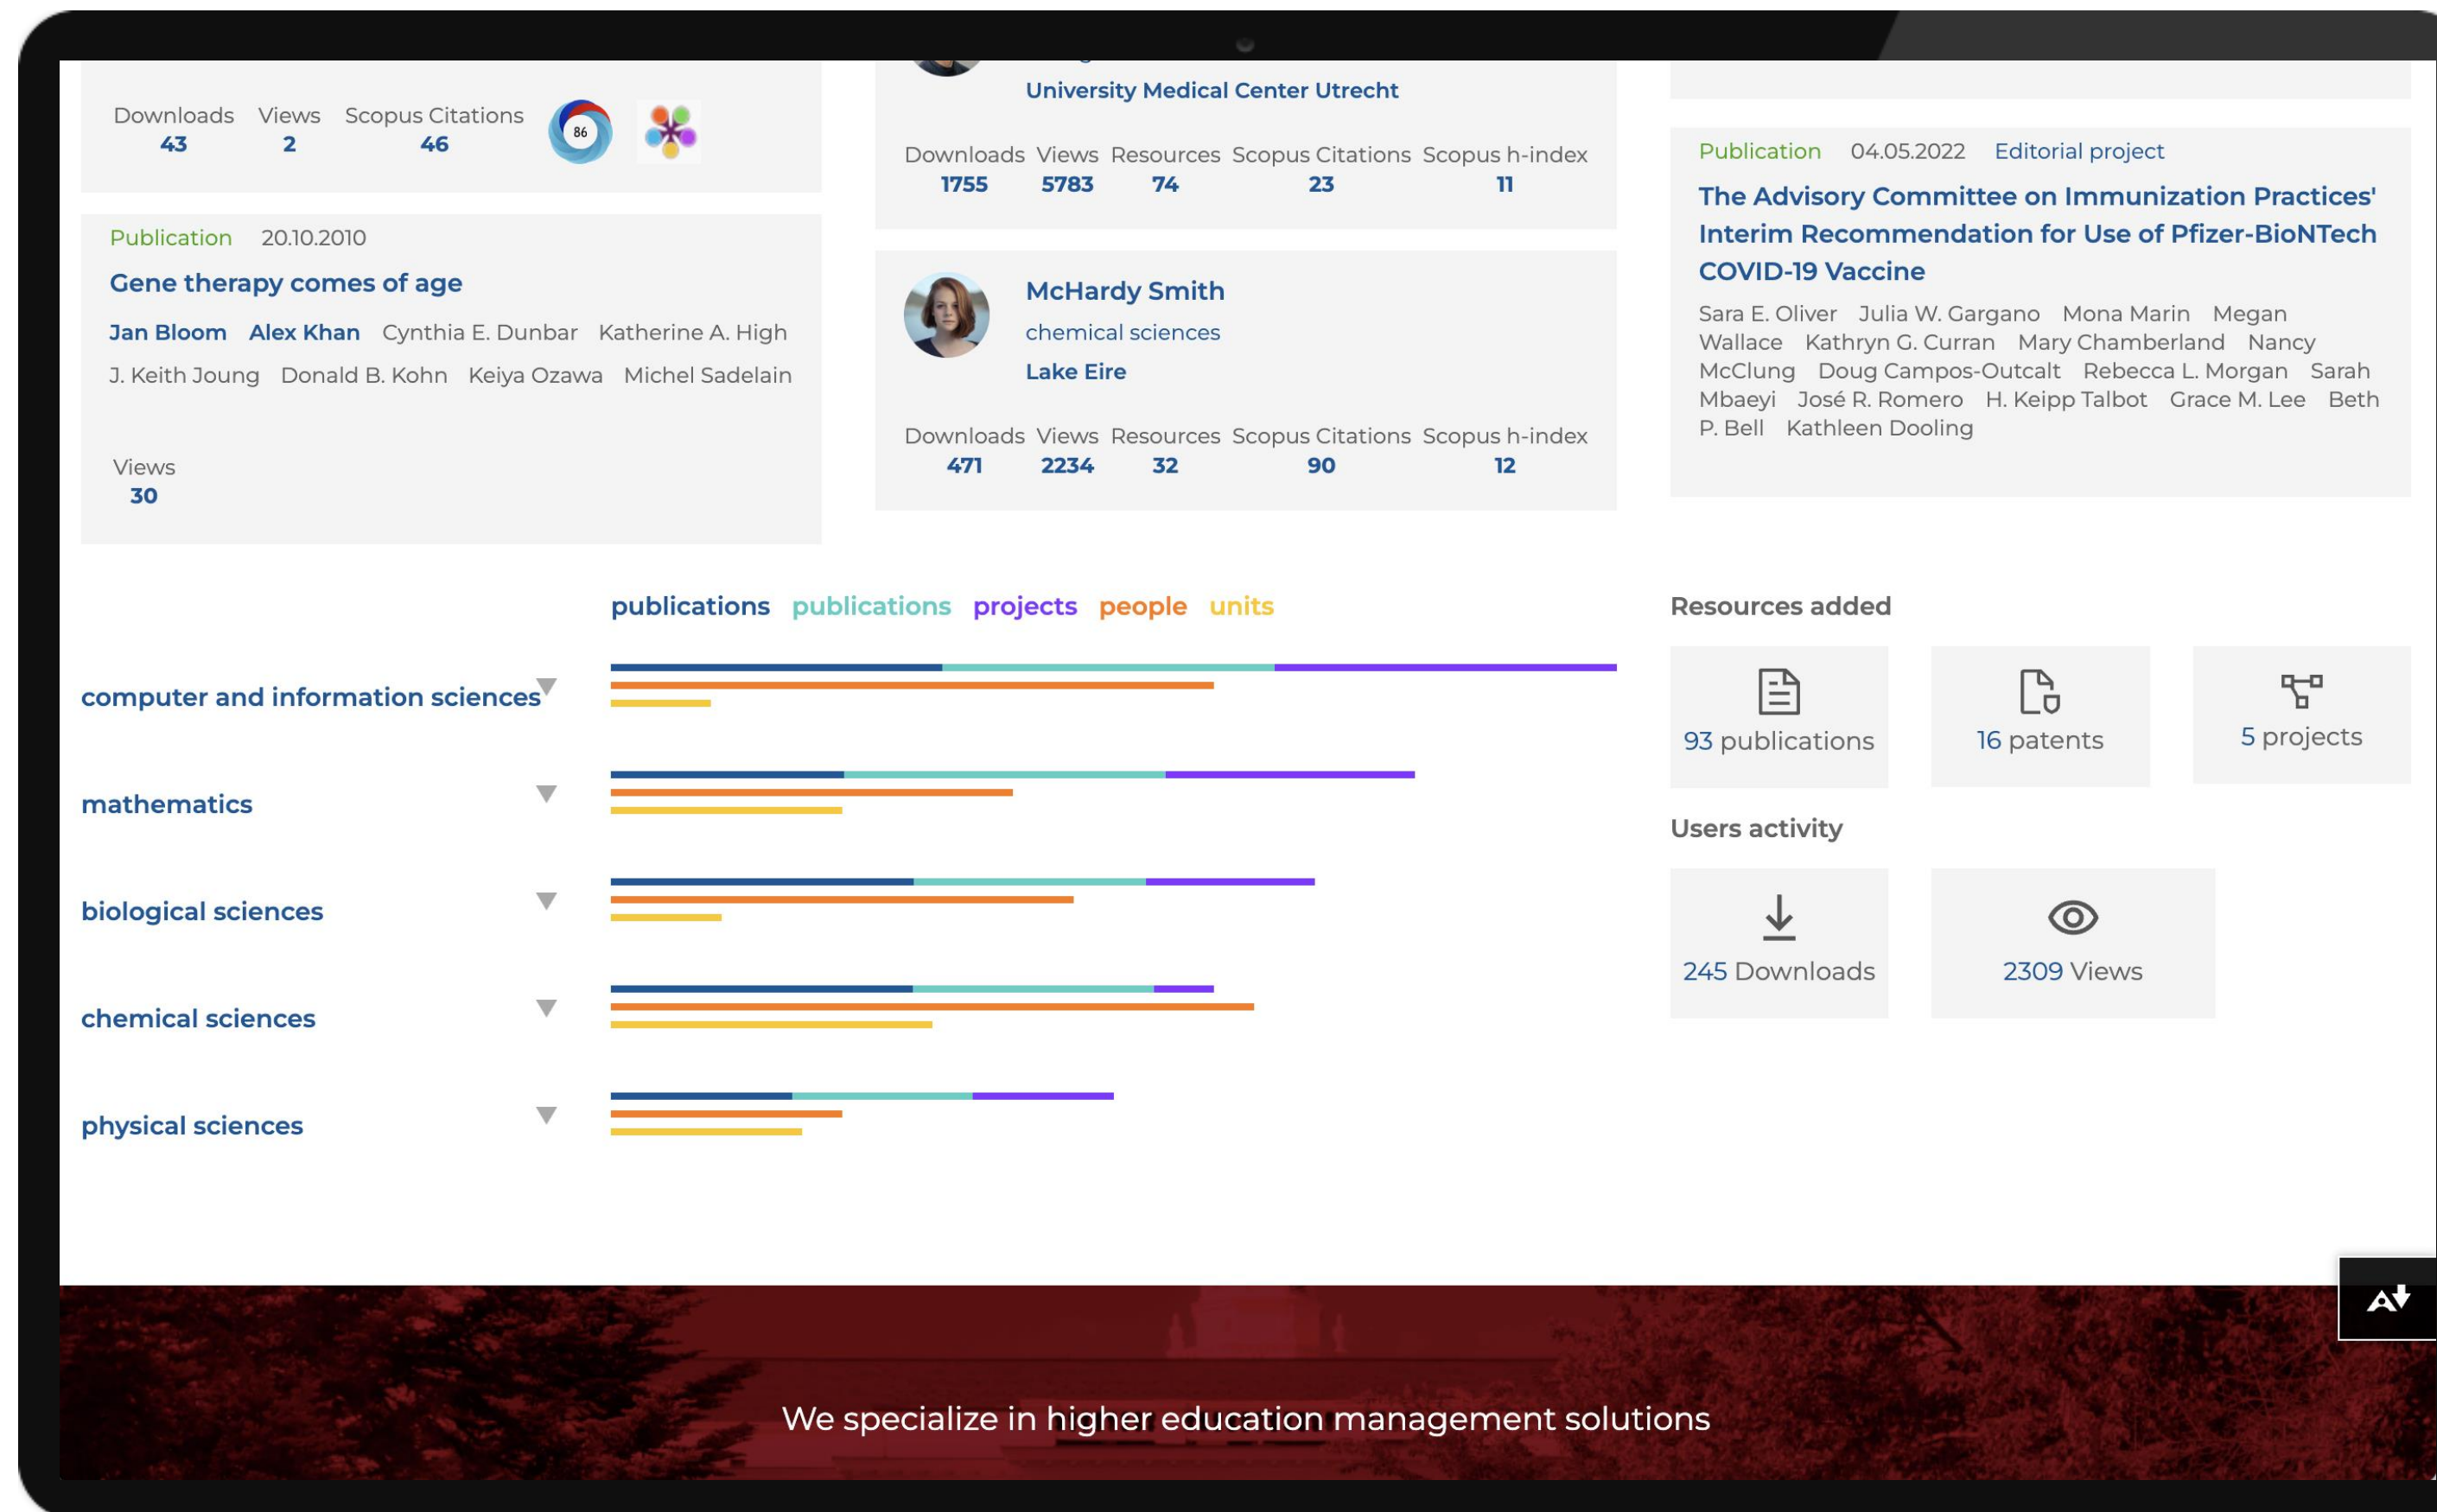 Downloads Views Scopus Citations
43 2 46
86
Publication 20.10.2010
Gene therapy comes of age
Jan Bloom Alex Khan Cynthia E. Dunbar Katherine A. High
J. Keith Joung Donald B. Kohn Keiya Ozawa Michel Sadelain
Views
30
University Medical Center Utrecht
Downloads Views Resources Scopus Citations Scopus h-index
1755 5783 74 23 11
McHardy Smith
chemical sciences
Lake Eire
Downloads Views Resources Scopus Citations Scopus h-index
471 2234 32 90 12
Publication 04.05.2022 Editorial project
The Advisory Committee on Immunization Practices'
Interim Recommendation for Use of Pfizer-BioNTech
COVID-19 Vaccine
Sara E. Oliver Julia W. Gargano Mona Marin Megan
Wallace Kathryn G. Curran Mary Chamberland Nancy
McClung Doug Campos-Outcalt Rebecca L. Morgan Sarah
Mbaeyi José R. Romero H. Keipp Talbot Grace M. Lee Beth
P. Bell Kathleen Dooling
publications publications projects people units
computer and information sciences
mathematics
biological sciences
chemical sciences
physical sciences
Resources added
93 publications
16 patents
5 projects
Users activity
245 Downloads
2309 Views
We specialize in higher education management solutions